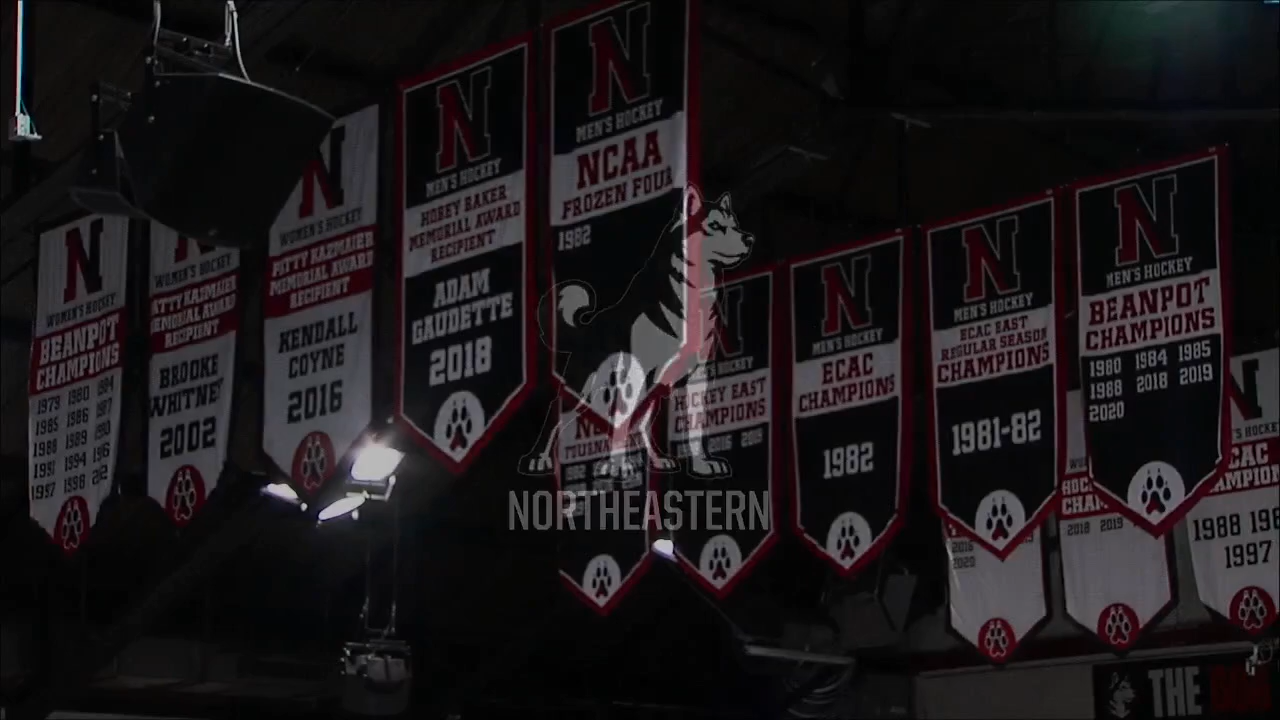 N
WOMEN'S HOCKEY
BEANPOT
CHAMPIONS
1979 1980 1984
1985 1986 1987
1988 1989 1990
1991 1994 1996
1997 1998
N
WOMEN'S HOCKEY
PATTY KAZMAIER
MEMORIAL AWARD
RECIPIENT
BROOKE
WHITNEY
2002
N
WOMEN'S HOCKEY
PATTY KAZMAIER
MEMORIAL AWARD
RECIPIENT
KENDALL
COYNE
2016
N
MEN'S HOCKEY
HOBEY BAKER
MEMORIAL AWARD
RECIPIENT
ADAM
GAUDETTE
2018
N
MEN'S HOCKEY
NCAA
FROZEN FOUR
1982
NORTHEASTERN
N
HOCKEY
HOCKEY EAST
CHAMPIONS
2016 2019
N
MEN'S HOCKEY
ECAC
CHAMPIONS
1982
N
MEN'S HOCKEY
ECAC EAST
REGULAR SEASON
CHAMPIONS
1981-82
N
MEN'S HOCKEY
BEANPOT
CHAMPIONS
1980 1984 1985
1988 2018 2019
2020
2018 2019
N
1997
THE